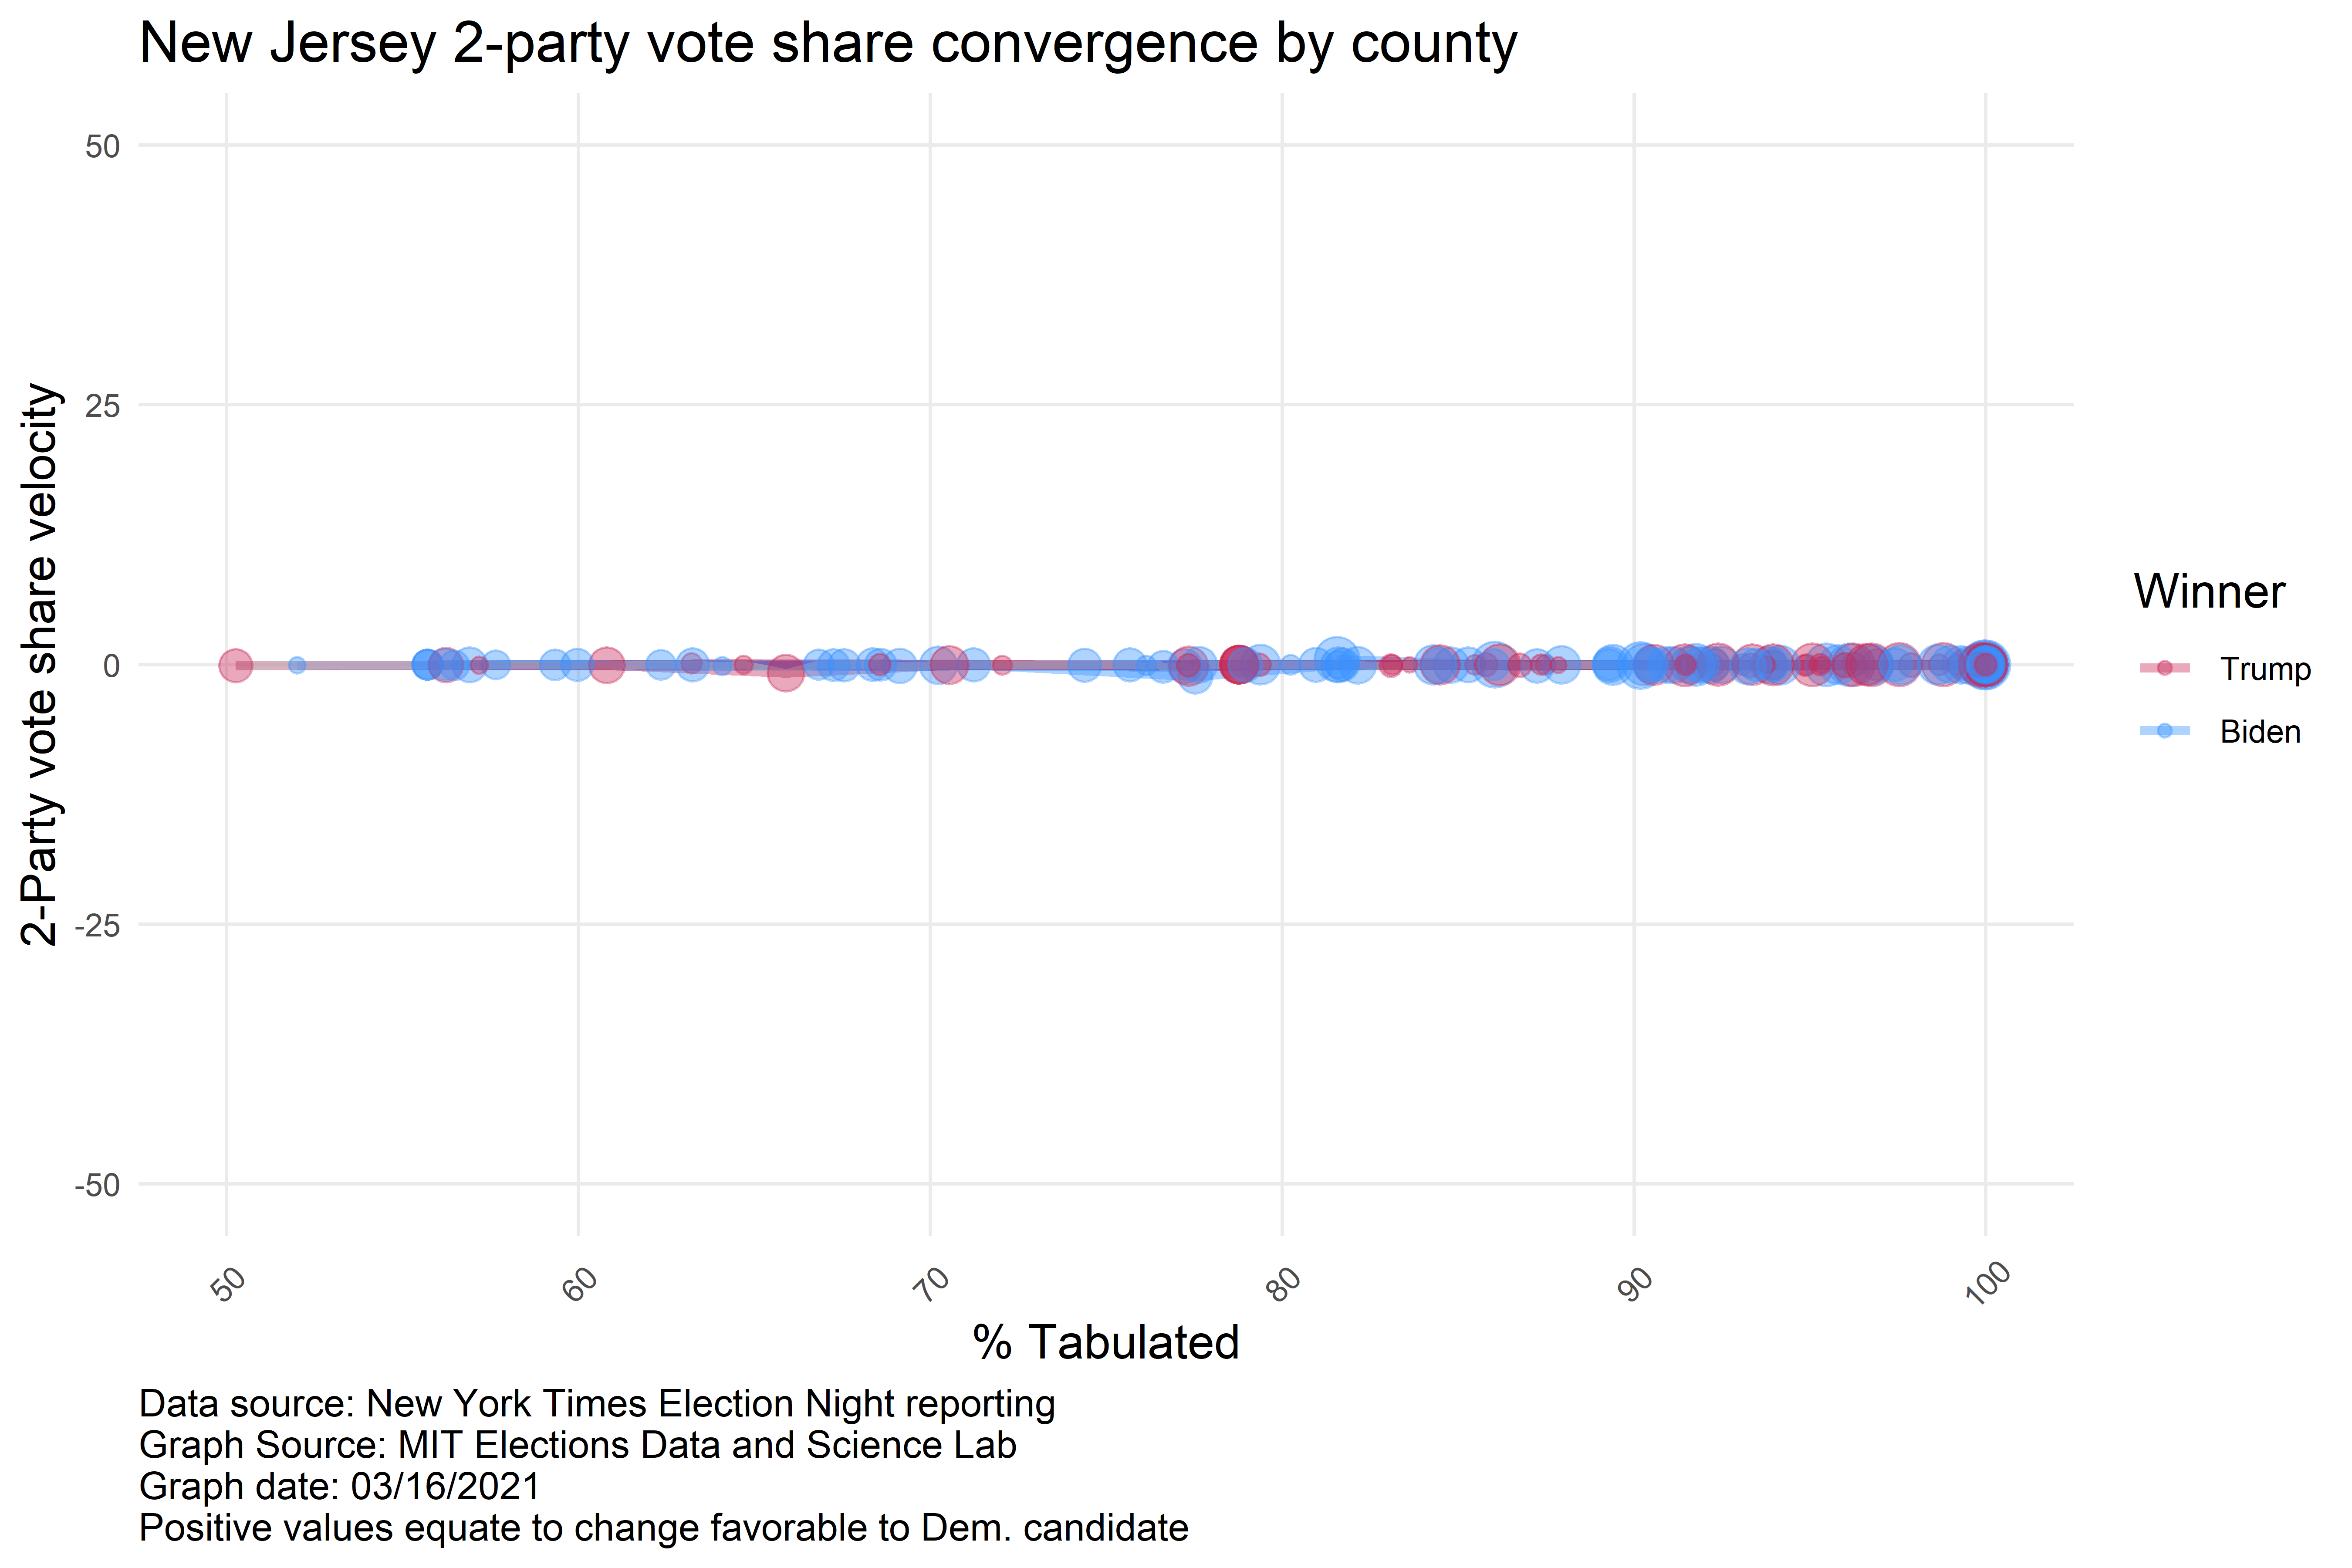 New Jersey 2-party vote share convergence by county
2-Party vote share velocity
50
25
0
-25
-50
50
60
70
80
90
100
% Tabulated
Winner
Trump
Biden
Data source: New York Times Election Night reporting
Graph Source: MIT Elections Data and Science Lab
Graph date: 03/16/2021
Positive values equate to change favorable to Dem. candidate